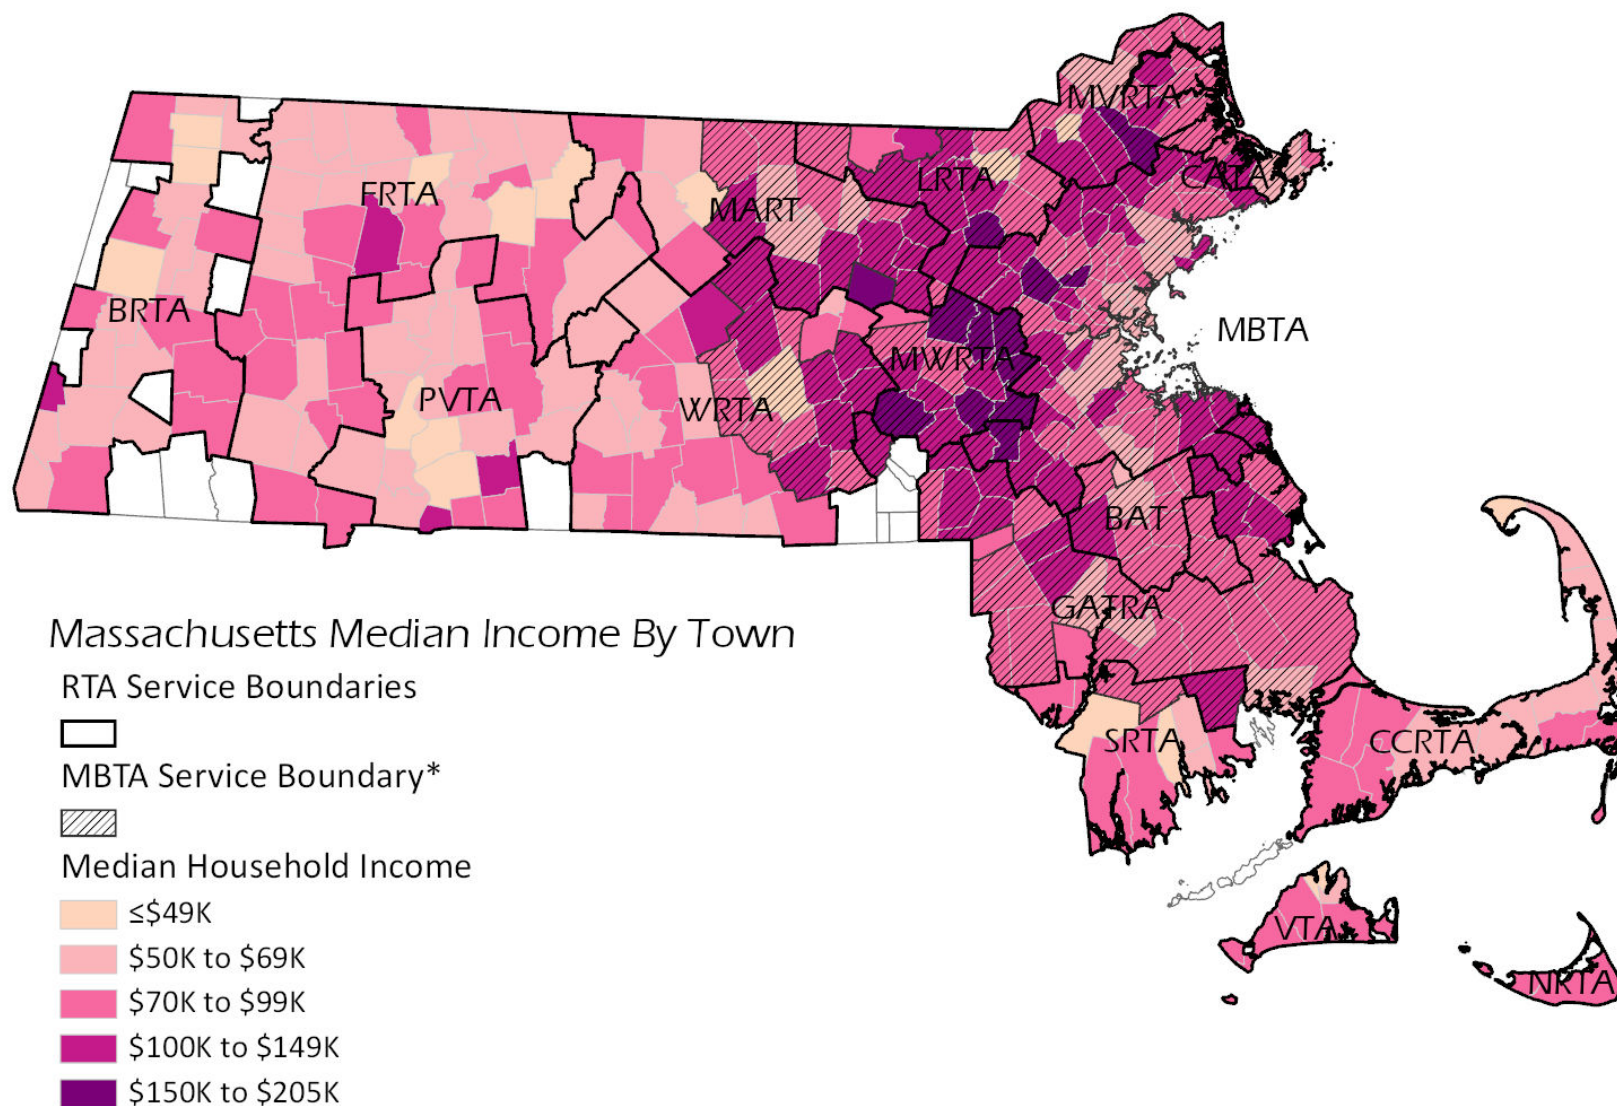 MVRTA
CATA
LRTA
FRTA
MART
BRTA
MBTA
MWRTA
PVTA
WRTA
BAT
GATRA
Massachusetts Median Income By Town
RTA Service Boundaries
SRTA
CCRTA
MBTA Service Boundary*
Median Household Income
≤$49K
VTA
$50K to $69K
NRTA
$70K to $99K
$100K to $149K
$150K to $205K